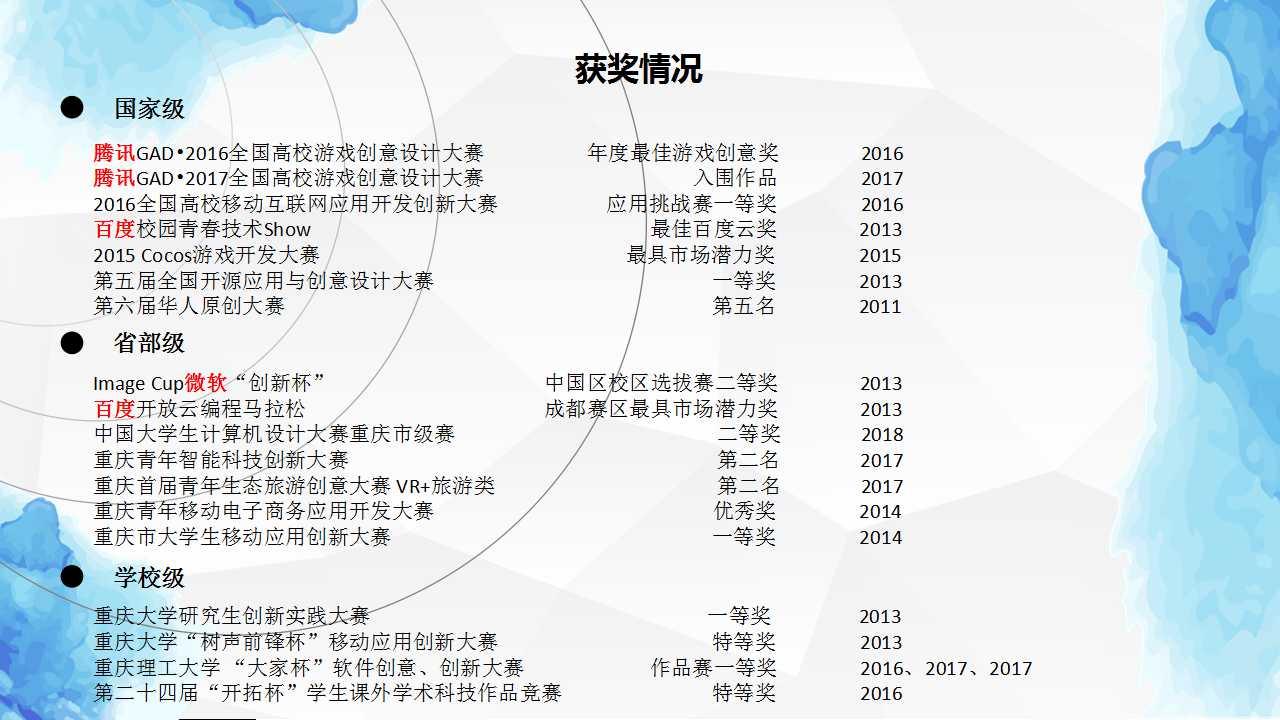 获奖情况
国家级
腾讯GAD•2016全国高校游戏创意设计大赛 年度最佳游戏创意奖 2016
腾讯GAD•2017全国高校游戏创意设计大赛 入围作品 2017
2016全国高校移动互联网应用开发创新大赛 应用挑战赛一等奖 2016
百度校园青春技术Show 最佳百度云奖 2013
2015 Cocos游戏开发大赛 最具市场潜力奖 2015
第五届全国开源应用与创意设计大赛 一等奖 2013
第六届华人原创大赛 第五名 2011
省部级
Image Cup微软“创新杯” 中国区校区选拔赛二等奖 2013
百度开放云编程马拉松 成都赛区最具市场潜力奖 2013
中国大学生计算机设计大赛重庆市级赛 二等奖 2018
重庆青年智能科技创新大赛 第二名 2017
重庆首届青年生态旅游创意大赛 VR+旅游类 第二名 2017
重庆青年移动电子商务应用开发大赛 优秀奖 2014
重庆市大学生移动应用创新大赛 一等奖 2014
学校级
重庆大学研究生创新实践大赛 一等奖 2013
重庆大学“树声前锋杯”移动应用创新大赛 特等奖 2013
重庆理工大学 “大家杯”软件创意、创新大赛 作品赛一等奖 2016、2017、2017
第二十四届“开拓杯”学生课外学术科技作品竞赛 特等奖 2016